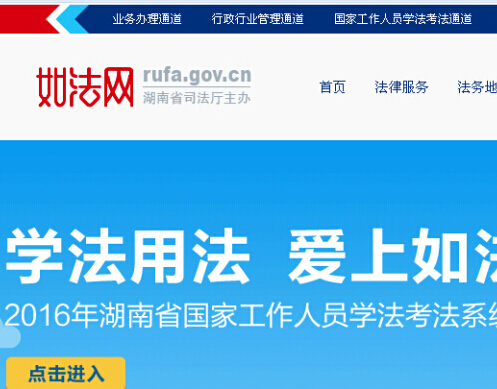 业务办理通道 行政行业管理通道 国家工作人员学法考法通道
如法网 rufa.gov.cn
湖南省司法厅主办
首页 法律服务 法务地
学法用法 爱上如法
2016年湖南省国家工作人员学法考法系统
点击进入